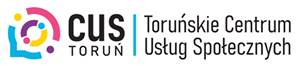 CUS
TORUŃ
Toruńskie Centrum
Usług Społecznych